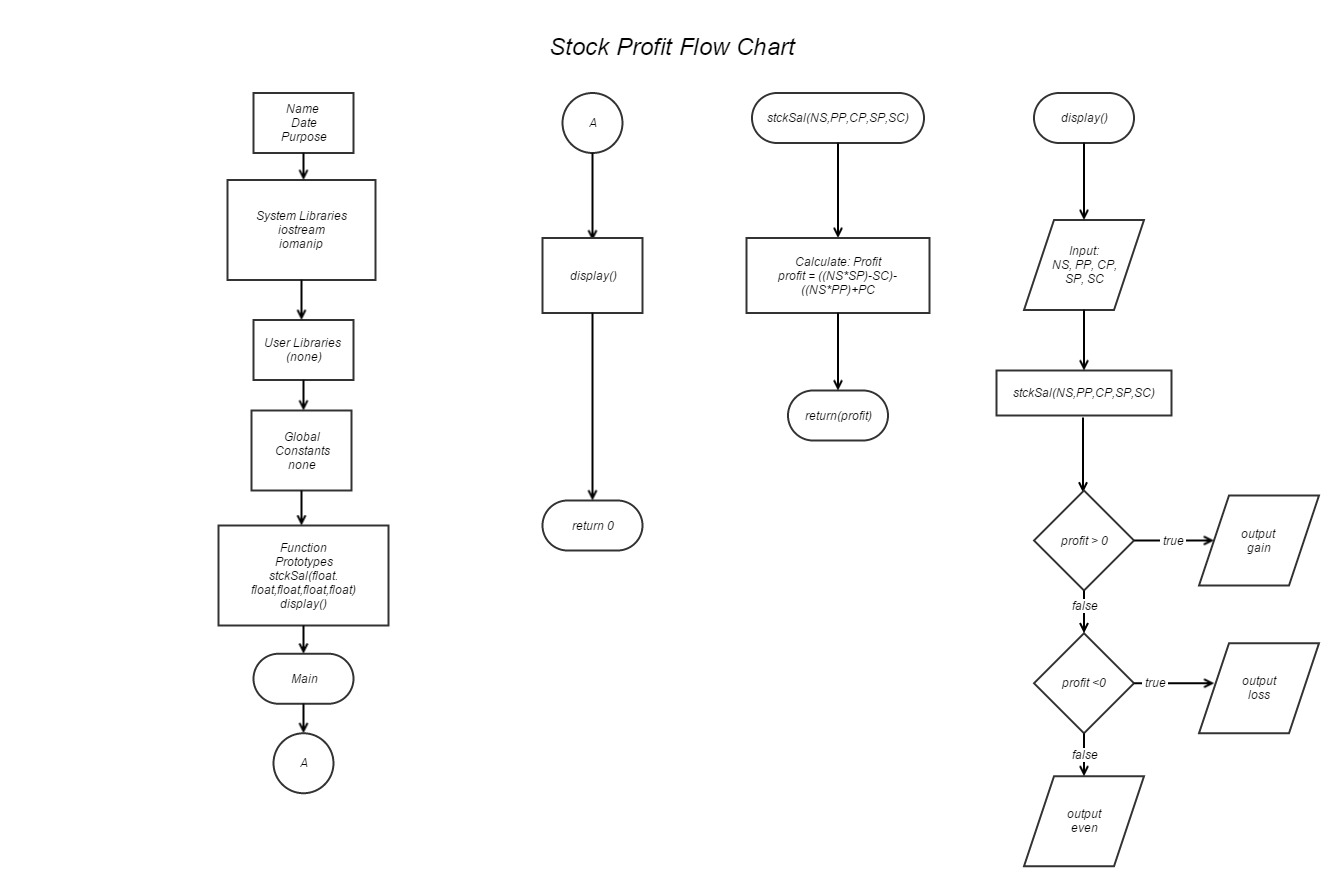 Stock Profit Flow Chart
Name
Date
Purpose
System Libraries
iostream
iomanip
User Libraries
(none)
Global
Constants
none
Function
Prototypes
stckSal(float.
float,float,float,float)
display()
Main
A
A
display()
return 0
stckSal(NS,PP,CP,SP,SC)
Calculate: Profit
profit = ((NS*SP)-SC)-
((NS*PP)+PC
return(profit)
display()
Input:
NS, PP, CP,
SP, SC
stckSal(NS,PP,CP,SP,SC)
profit > 0
true
output
gain
false
profit <0
true
output
loss
false
output
even